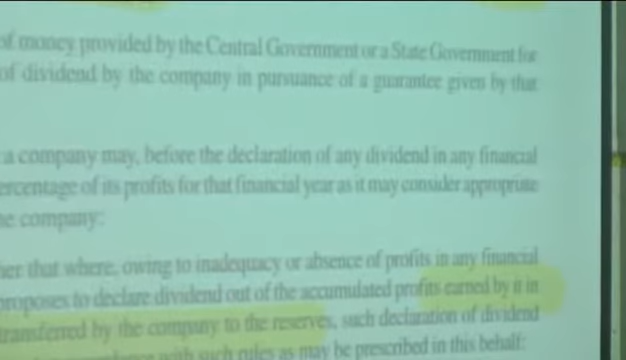 of money provided by the Central Government or a State Government for
of dividend by the company in pursuance of a guarantee given by that
a company may, before the declaration of any dividend in any financial
ercentage of its profits for that financial year as it may consider appropriate
he company:
her that where, owing to inadequacy or absence of profits in any financial
proposes to declare dividend out of the accumulated profits earned by it in
transferred by the company to the reserves, such declaration of dividend
with such rules as may be prescribed in this behalf: